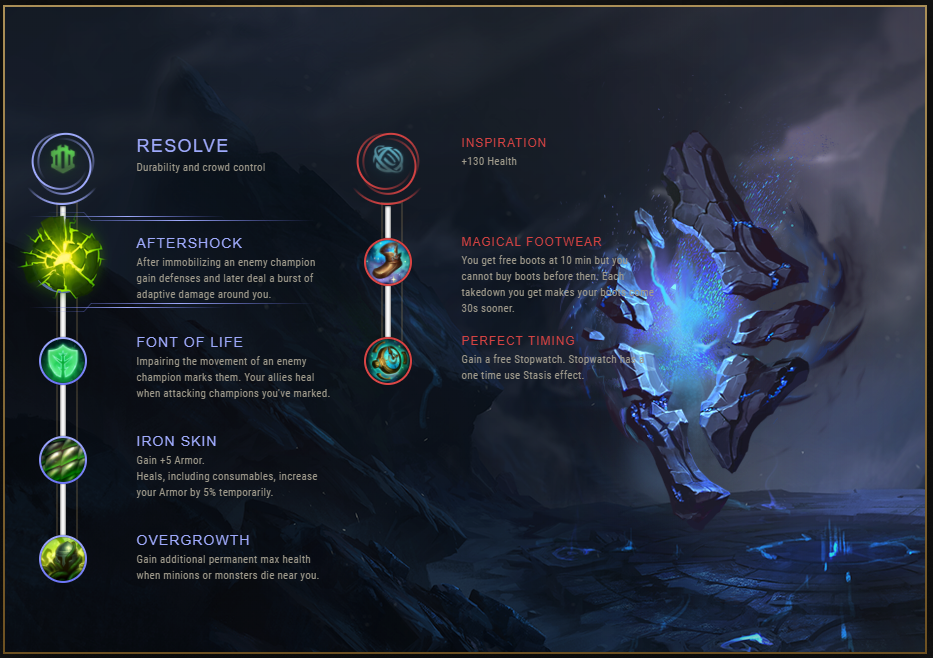 RESOLVE
Durability and crowd control
AFTERSHOCK
After immobilizing an enemy champion
gain defenses and later deal a burst of
adaptive damage around you.
FONT OF LIFE
Impairing the movement of an enemy
champion marks them. Your allies heal
when attacking champions you've marked.
IRON SKIN
Gain +5 Armor.
Heals, including consumables, increase
your Armor by 5% temporarily.
OVERGROWTH
Gain additional permanent max health
when minions or monsters die near you.
INSPIRATION
+130 Health
MAGICAL FOOTWEAR
You get free boots at 10 min but you
cannot buy boots before then. Each
takedown you get makes your boots come
30s sooner.
PERFECT TIMING
Gain a free Stopwatch. Stopwatch has a
one time use Stasis effect.